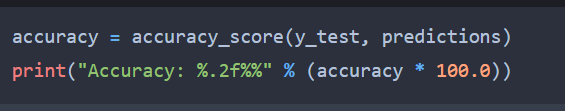 accuracy = accuracy_score(y_test, predictions)
print("Accuracy: %.2f%%" % (accuracy * 100.0))